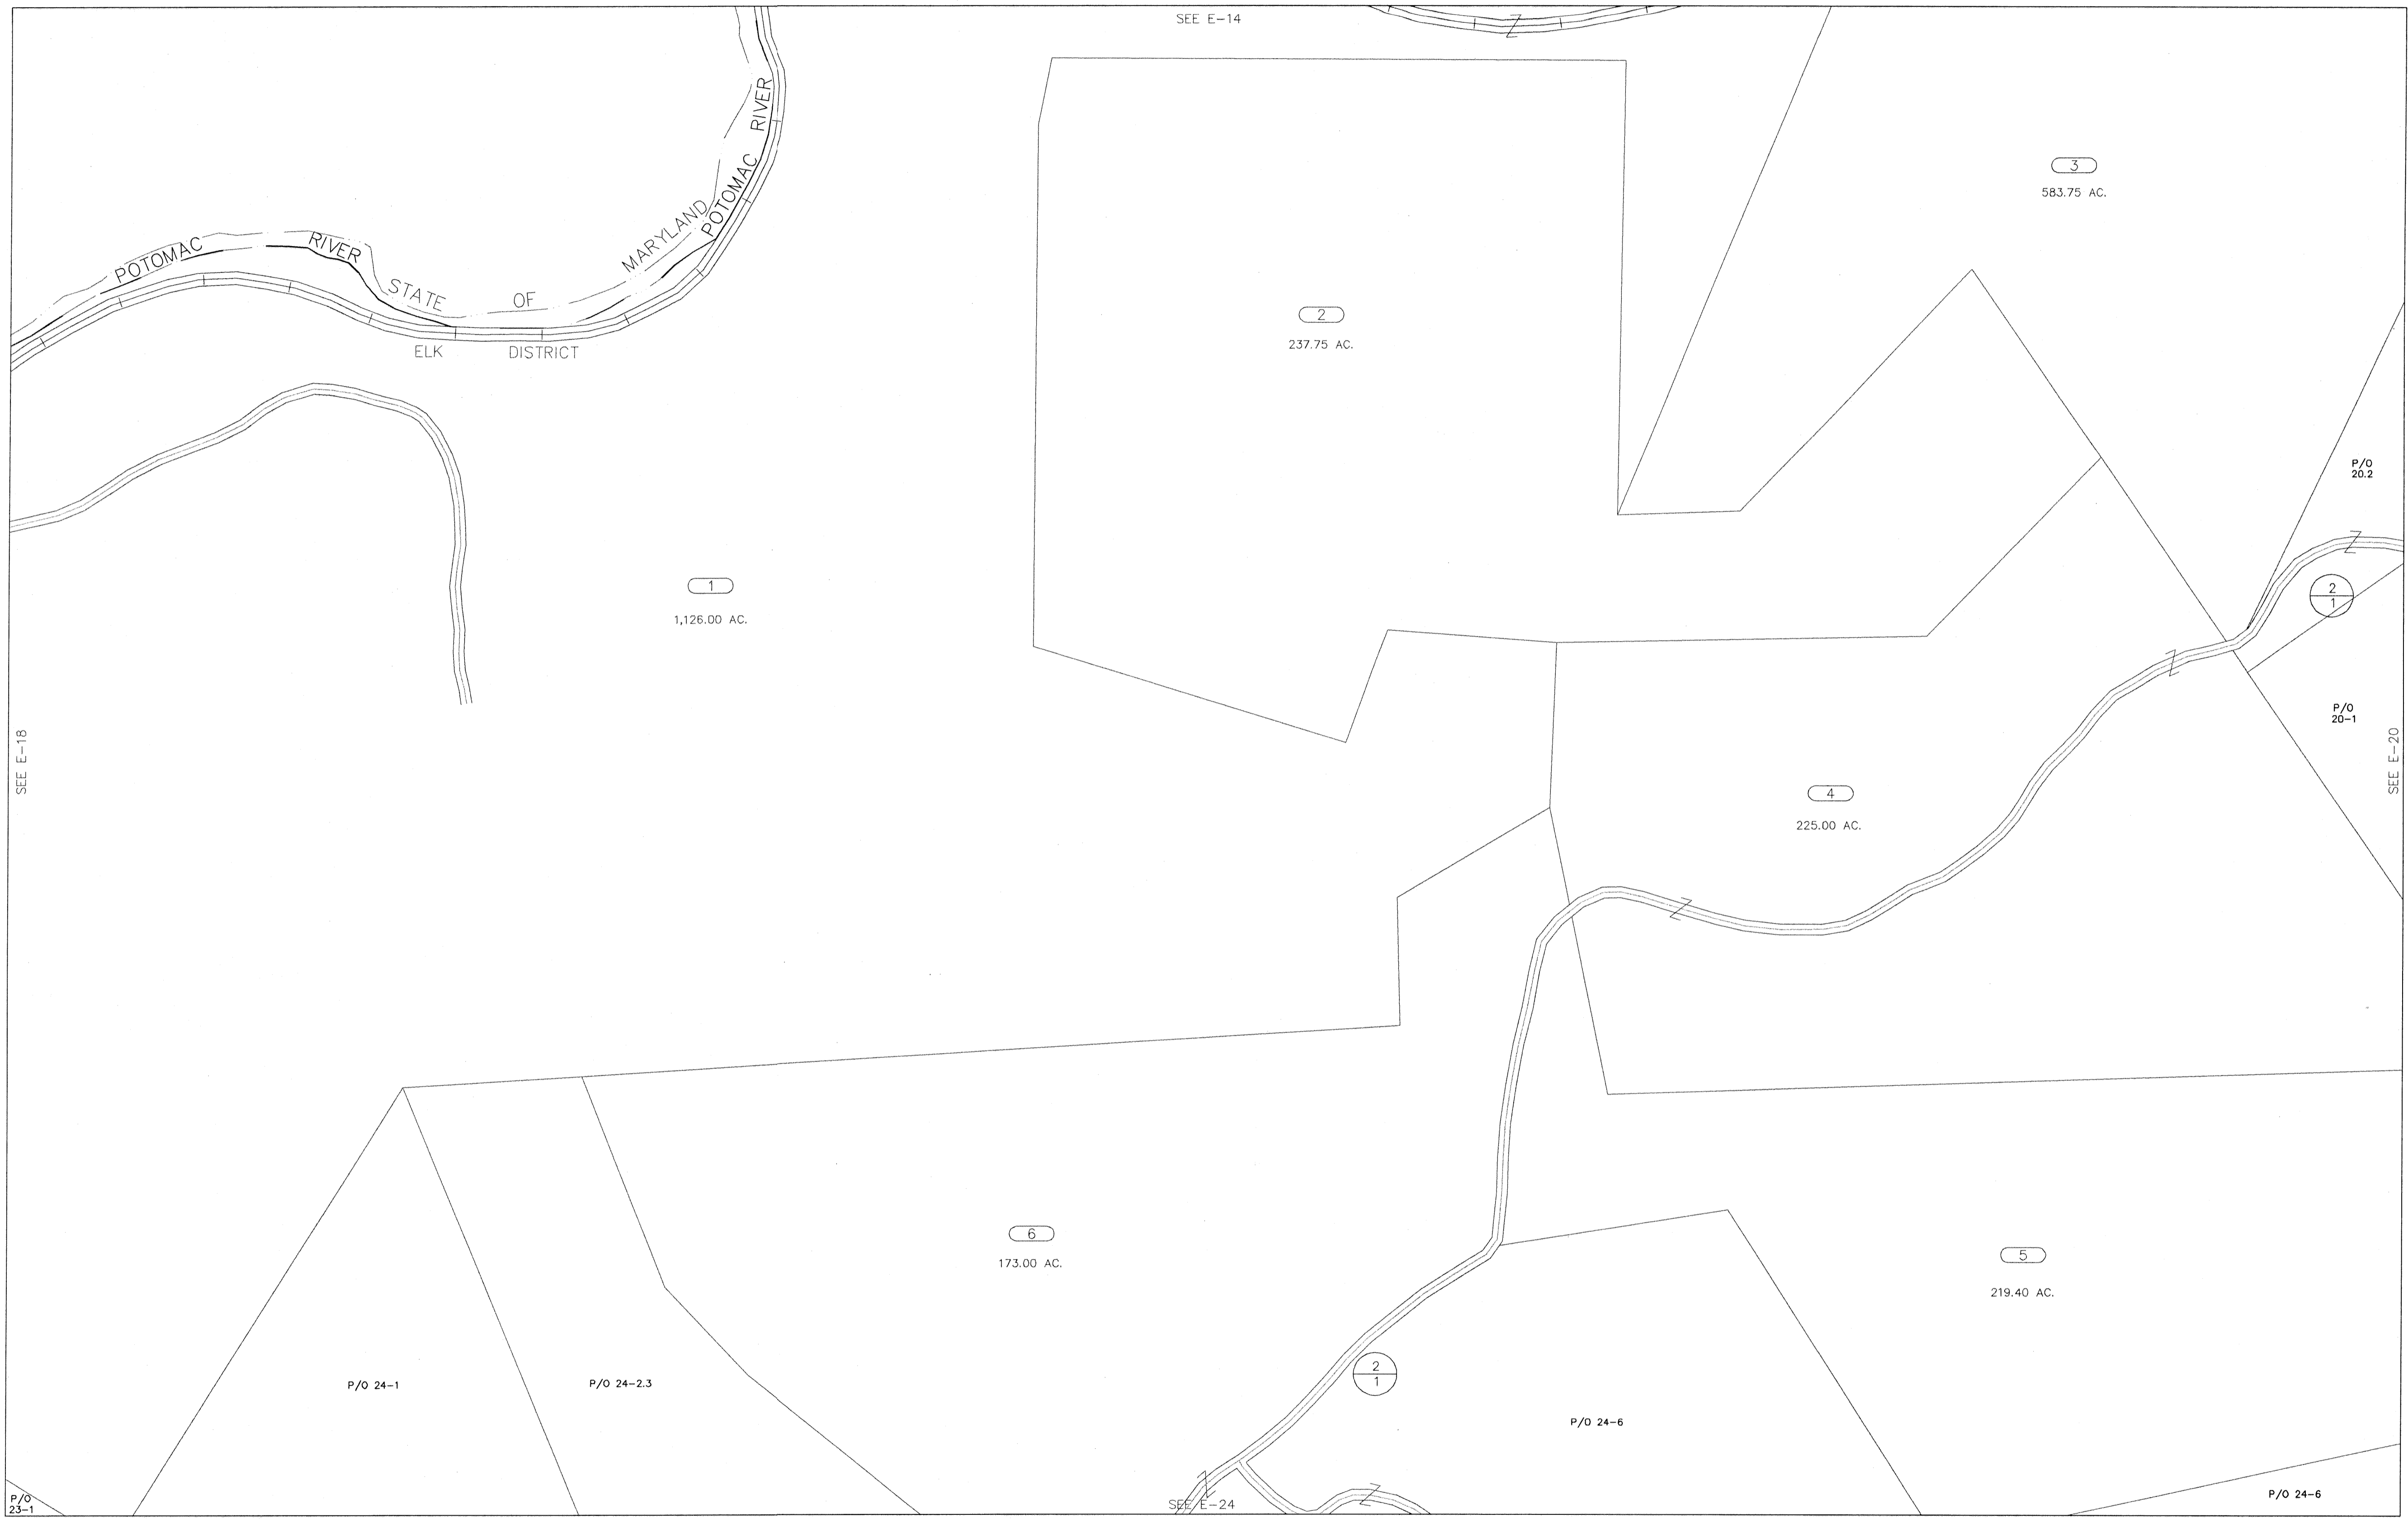 SEE E-14
POTOMAC RIVER
POTOMAC
MARYLAND
POTOMAC RIVER
STATE OF
ELK DISTRICT
3
583.75 AC.
2
237.75 AC.
P/O
20.2
1
1,126.00 AC.
2
1
P/O
20-1
SEE E-18
SEE E-20
4
225.00 AC.
6
173.00 AC.
5
219.40 AC.
2
1
P/O 24-1
P/O 24-2.3
P/O 24-6
P/O
23-1
SEE E-24
P/O 24-6